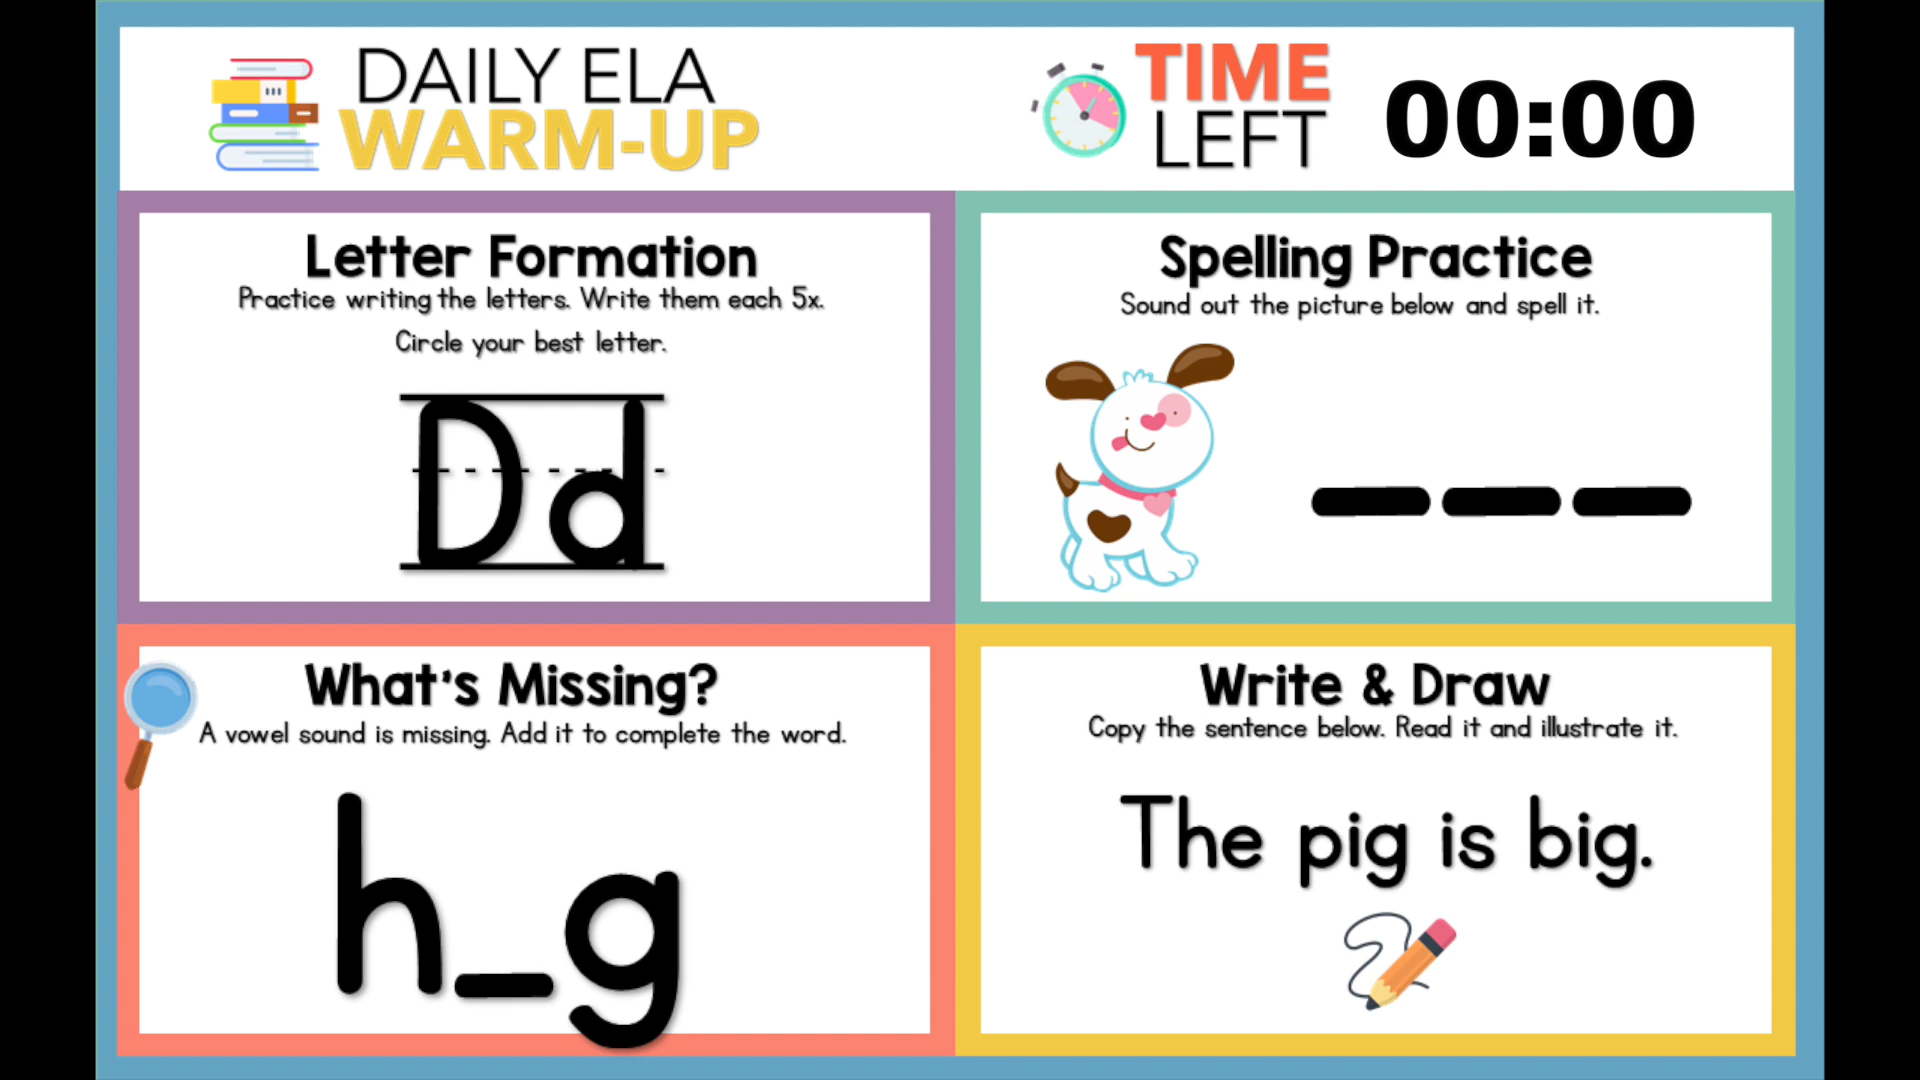 DAILY ELA
WARM-UP
TIME
LEFT
00:00
Letter Formation
Practice writing the letters. Write them each 5x.
Circle your best letter.
Dd
Spelling Practice
Sound out the picture below and spell it.
_ _ _
What's Missing?
A vowel sound is missing. Add it to complete the word.
h_g
Write & Draw
Copy the sentence below. Read it and illustrate it.
The pig is big.